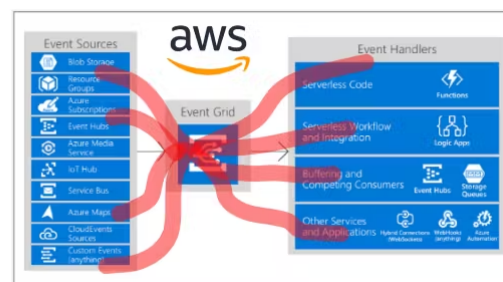 aws
Event Sources
Blob Storage
Resource
Groups
Azure
Subscriptions
Event Hubs
Azure Media
Service
IoT Hub
Service Bus
Azure Maps
CloudEvents
Sources
Custom Events
(anything)
Event Grid
Event Handlers
Serverless Code
Functions
Serverless Workflow
and Integration
Logic Apps
Buffering and
Competing Consumers
Event Hubs
Storage
Queues
Other Services
and Applications
Hybrid Connections
(WebSockets)
WebHooks
(anything)
Azure
Automation